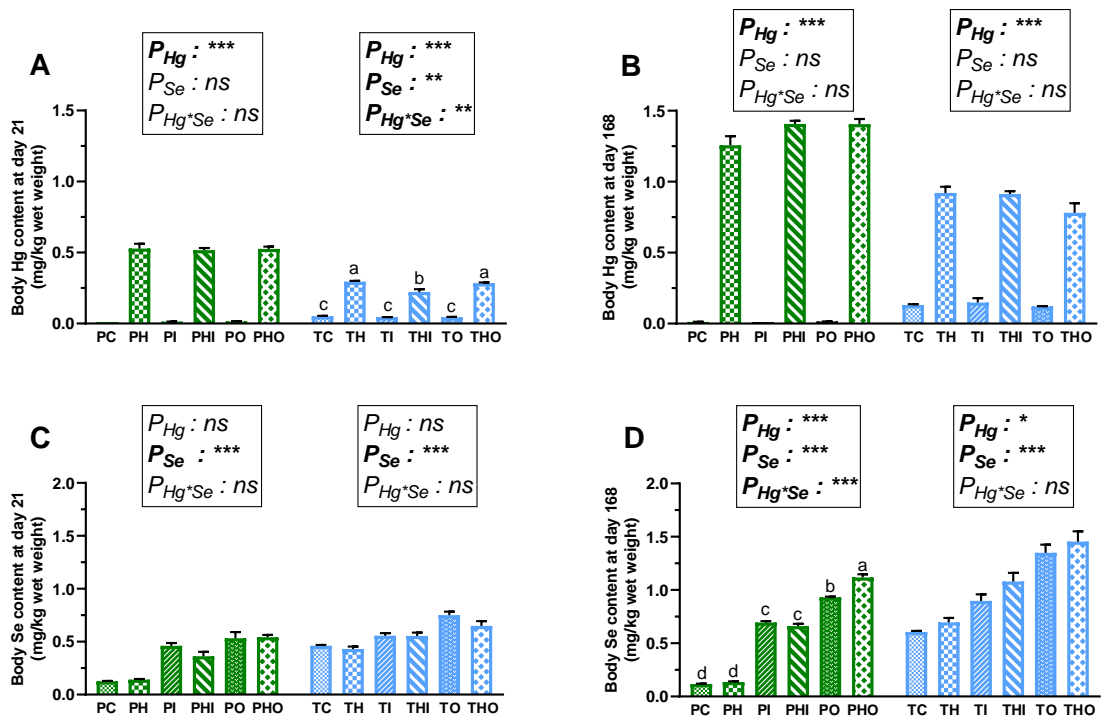 A
P_Hg : ***
P_Se : ns
P_Hg*Se : ns
P_Hg : ***
P_Se : **
P_Hg*Se : **
Body Hg content at day 21
(mg/kg wet weight)
1.5
1.0
0.5
0.0
c a c b c a
PC PH PI PHI PO PHO TC TH TI THI TO THO
B
P_Hg : ***
P_Se : ns
P_Hg*Se : ns
P_Hg : ***
P_Se : ns
P_Hg*Se : ns
Body Hg content at day 168
(mg/kg wet weight)
1.5
1.0
0.5
0.0
PC PH PI PHI PO PHO TC TH TI THI TO THO
C
P_Hg : ns
P_Se : ***
P_Hg*Se : ns
P_Hg : ns
P_Se : ***
P_Hg*Se : ns
Body Se content at day 21
(mg/kg wet weight)
2.0
1.5
1.0
0.5
0.0
PC PH PI PHI PO PHO TC TH TI THI TO THO
D
P_Hg : ***
P_Se : ***
P_Hg*Se : ***
P_Hg : *
P_Se : ***
P_Hg*Se : ns
Body Se content at day 168
(mg/kg wet weight)
2.0
1.5
1.0
0.5
0.0
d d c c b a
PC PH PI PHI PO PHO TC TH TI THI TO THO